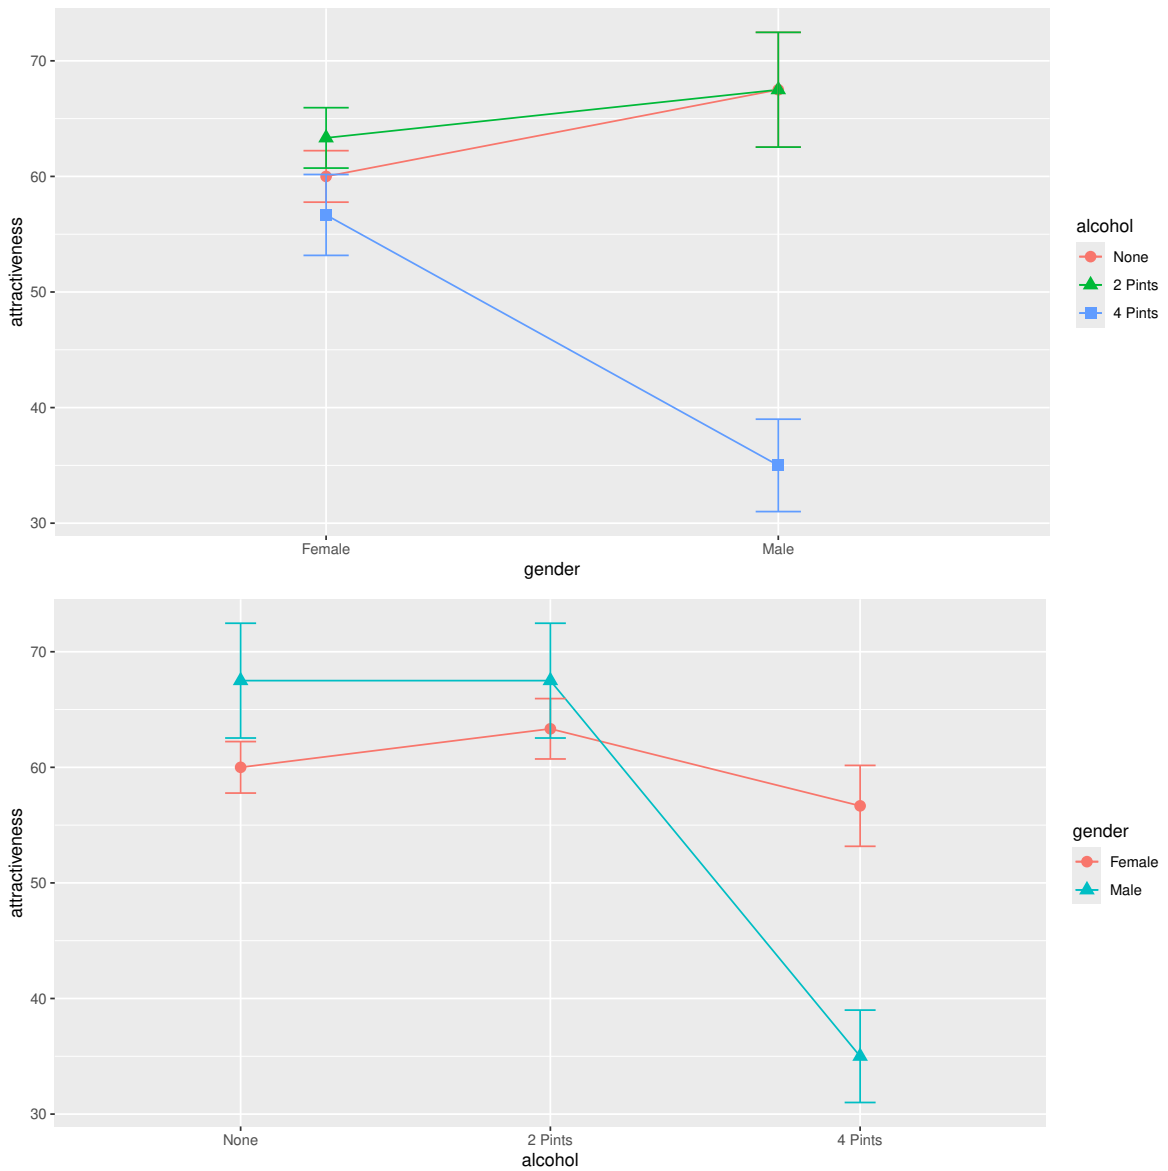 70
60
50
40
30
attractiveness
Female
Male
gender
alcohol
None
2 Pints
4 Pints
70
60
50
40
30
attractiveness
None
2 Pints
4 Pints
alcohol
gender
Female
Male